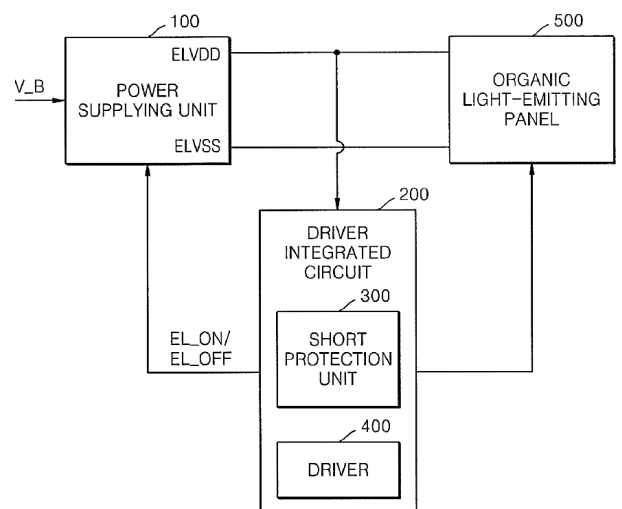 100
500
V_B
POWER
SUPPLYING UNIT
ELVDD
ELVSS
ORGANIC
LIGHT-EMITTING
PANEL
200
DRIVER
INTEGRATED
CIRCUIT
300
SHORT
PROTECTION
UNIT
EL_ON/
EL_OFF
400
DRIVER